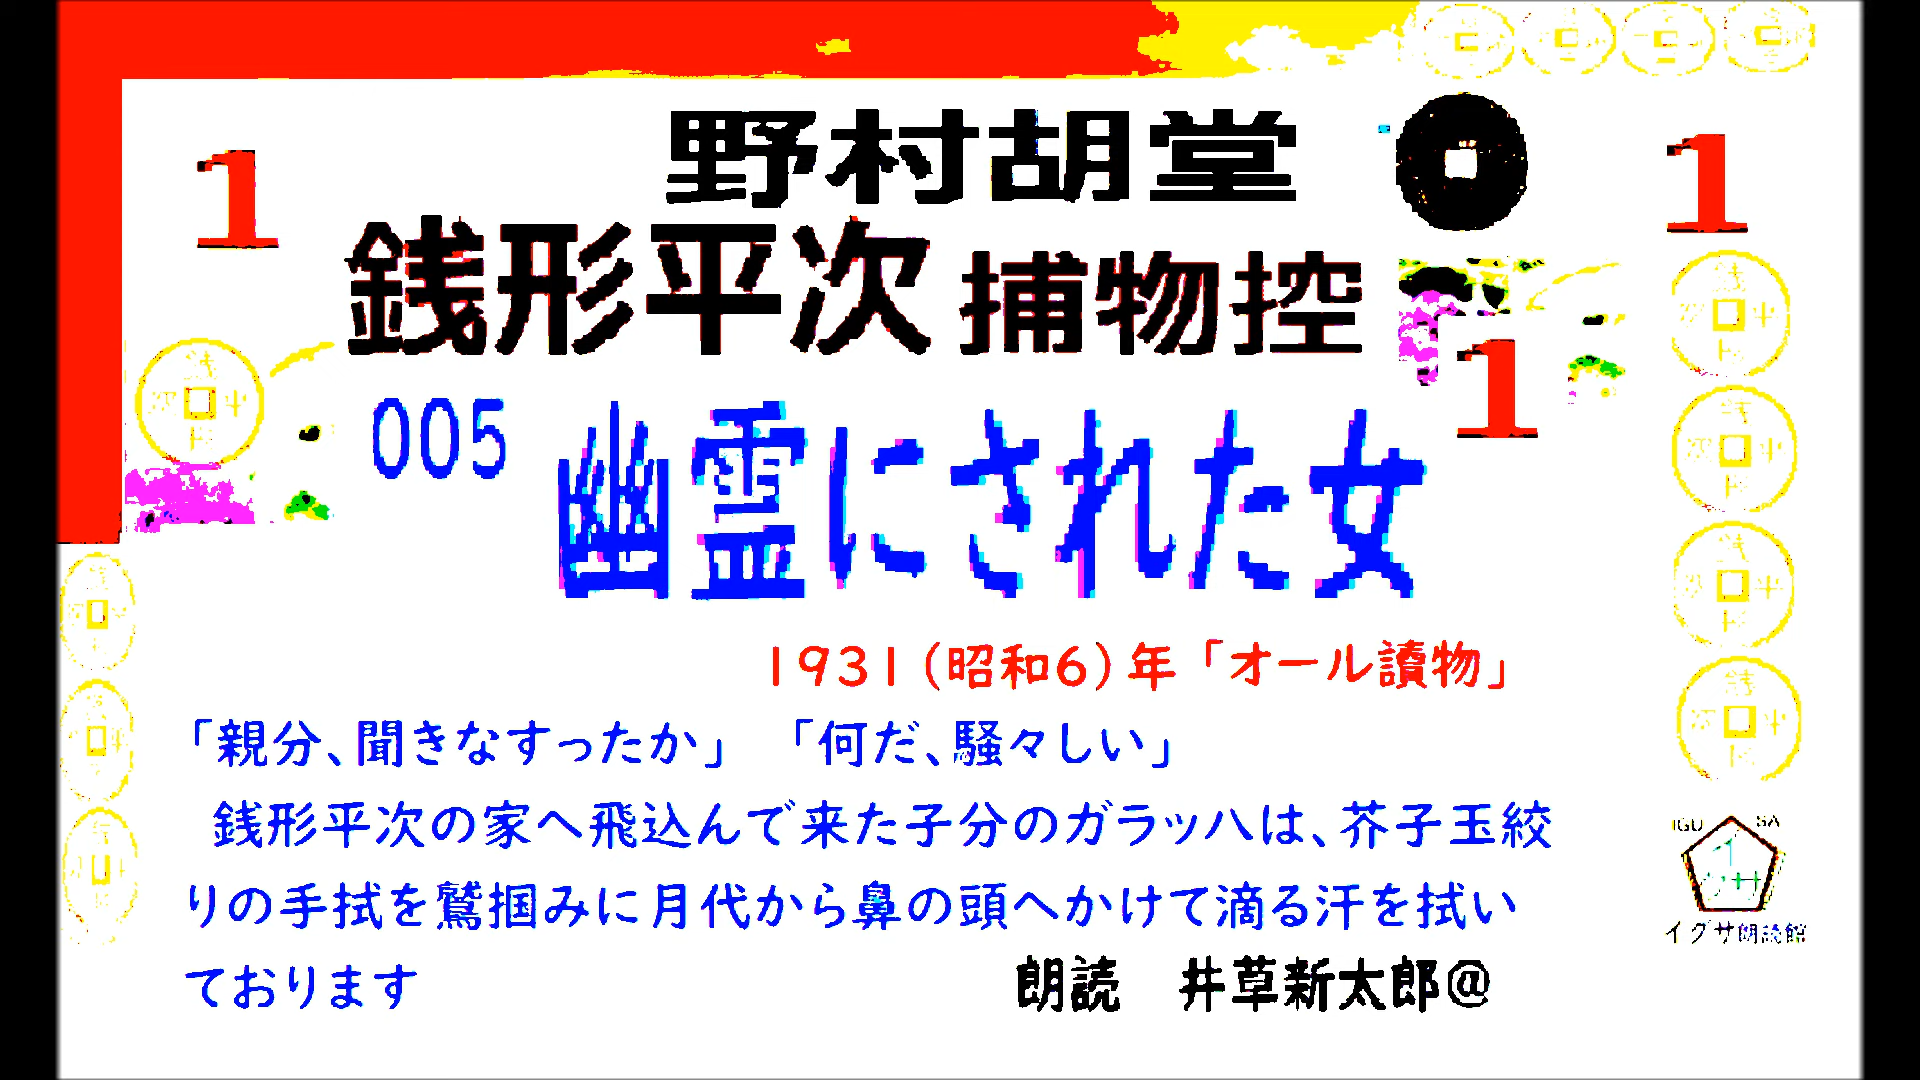 野村胡堂
1
1
銭形平次 捕物控
1
005 幽霊にされた女
1931(昭和6)年「オール讀物」
「親分、聞きなすったか」 「何だ、騒々しい」
銭形平次の家へ飛込んで来た子分のガラッハは、芥子玉絞
りの手拭を鷲掴みに月代から鼻の頭へかけて滴る汗を拭い
ております
朗読 井草新太郎@
IGU SA
イグサ
イグサ朗読館